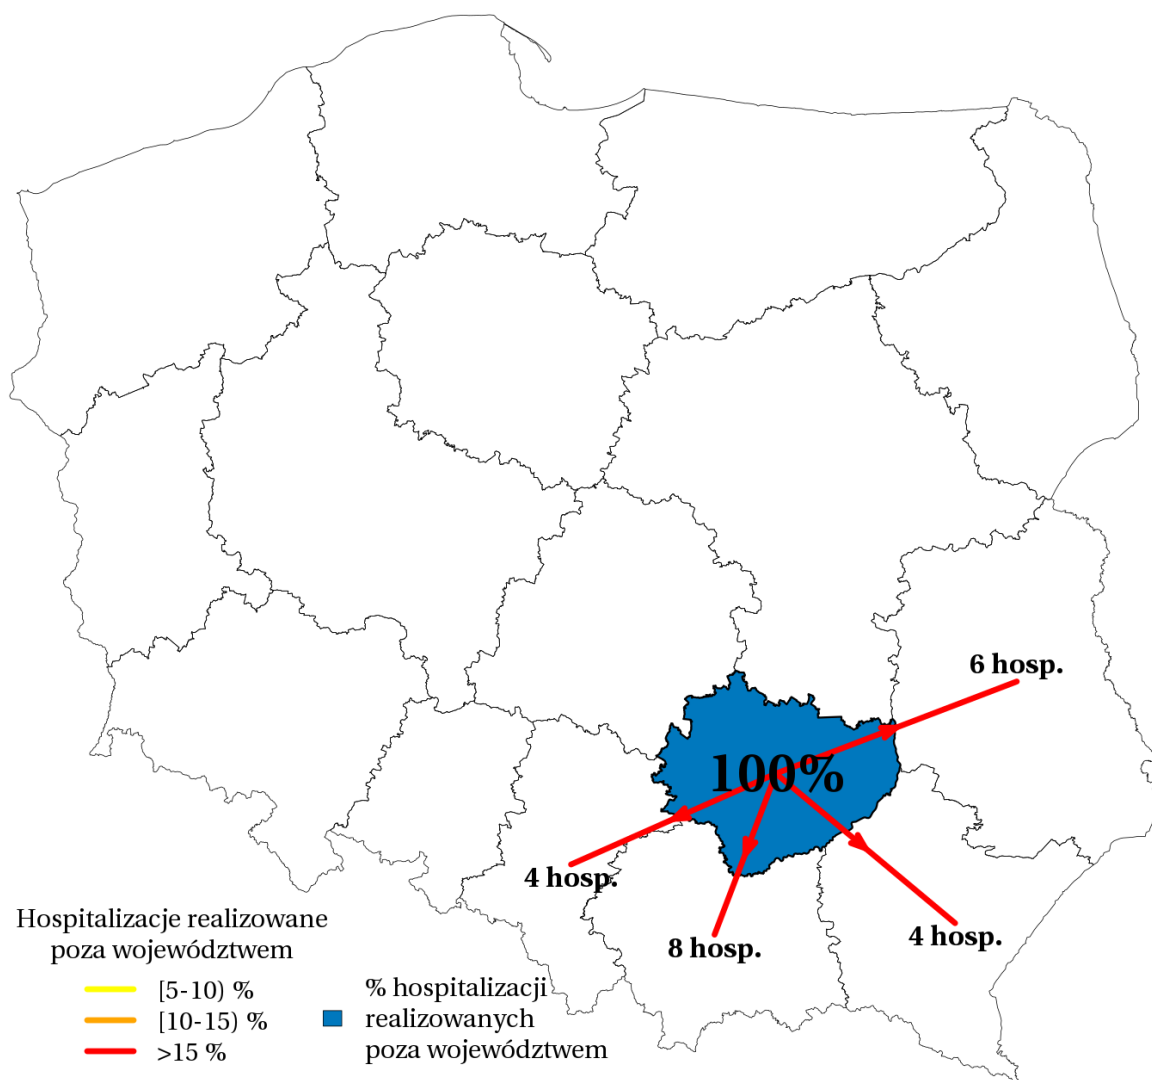 6 hosp.
100%
4 hosp.
8 hosp.
4 hosp.
Hospitalizacje realizowane
poza województwem
[5-10) %
[10-15) %
>15 %
% hospitalizacji
realizowanych
poza województwem